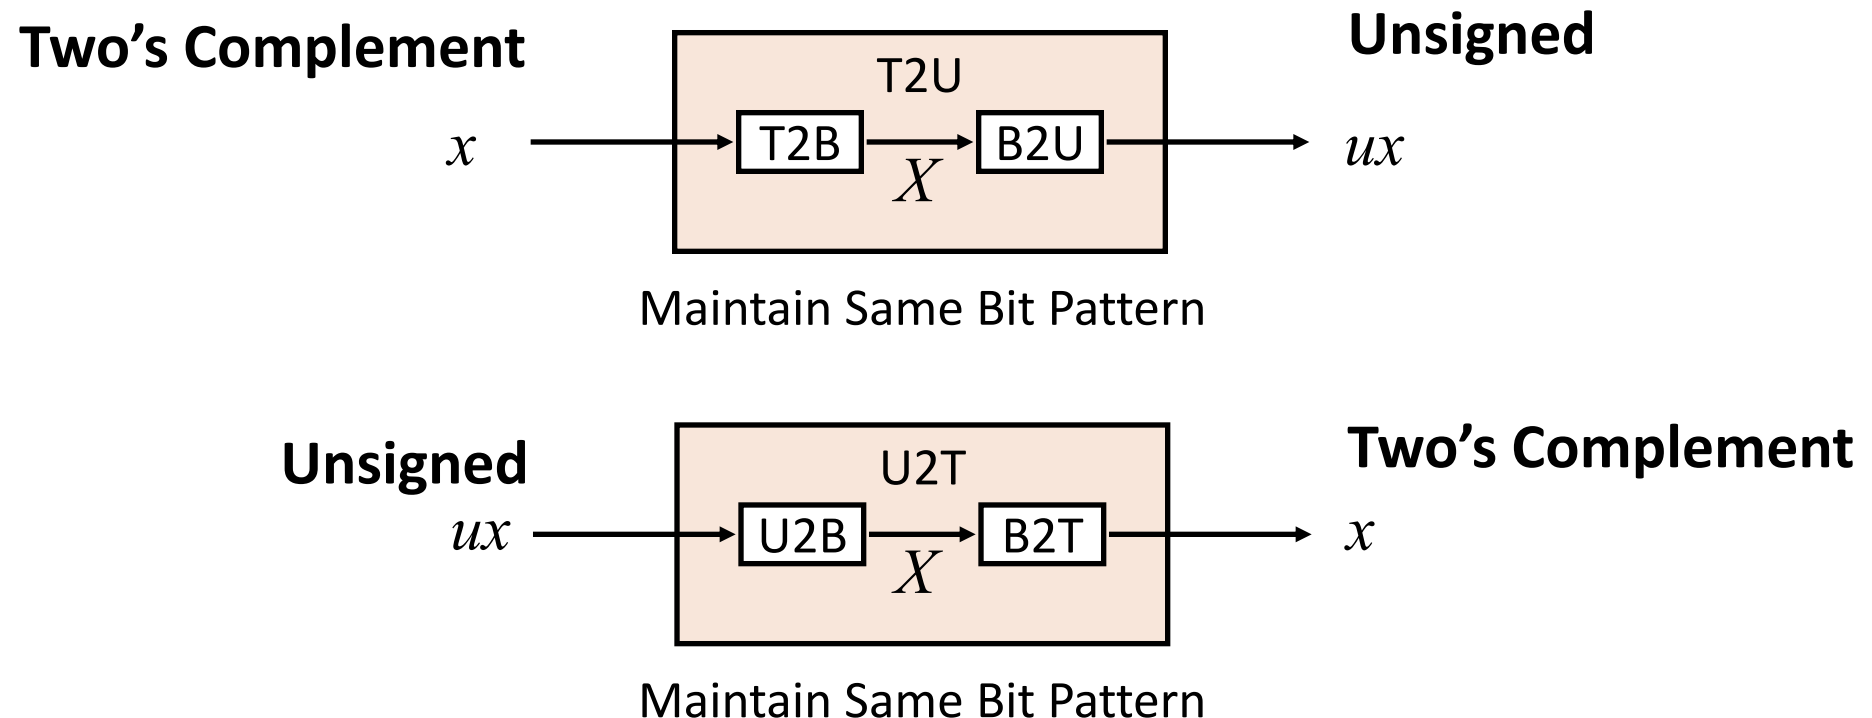 Two’s Complement
Unsigned
T2U
x
T2B
X
B2U
ux
Maintain Same Bit Pattern
Unsigned
Two’s Complement
U2T
ux
U2B
X
B2T
x
Maintain Same Bit Pattern